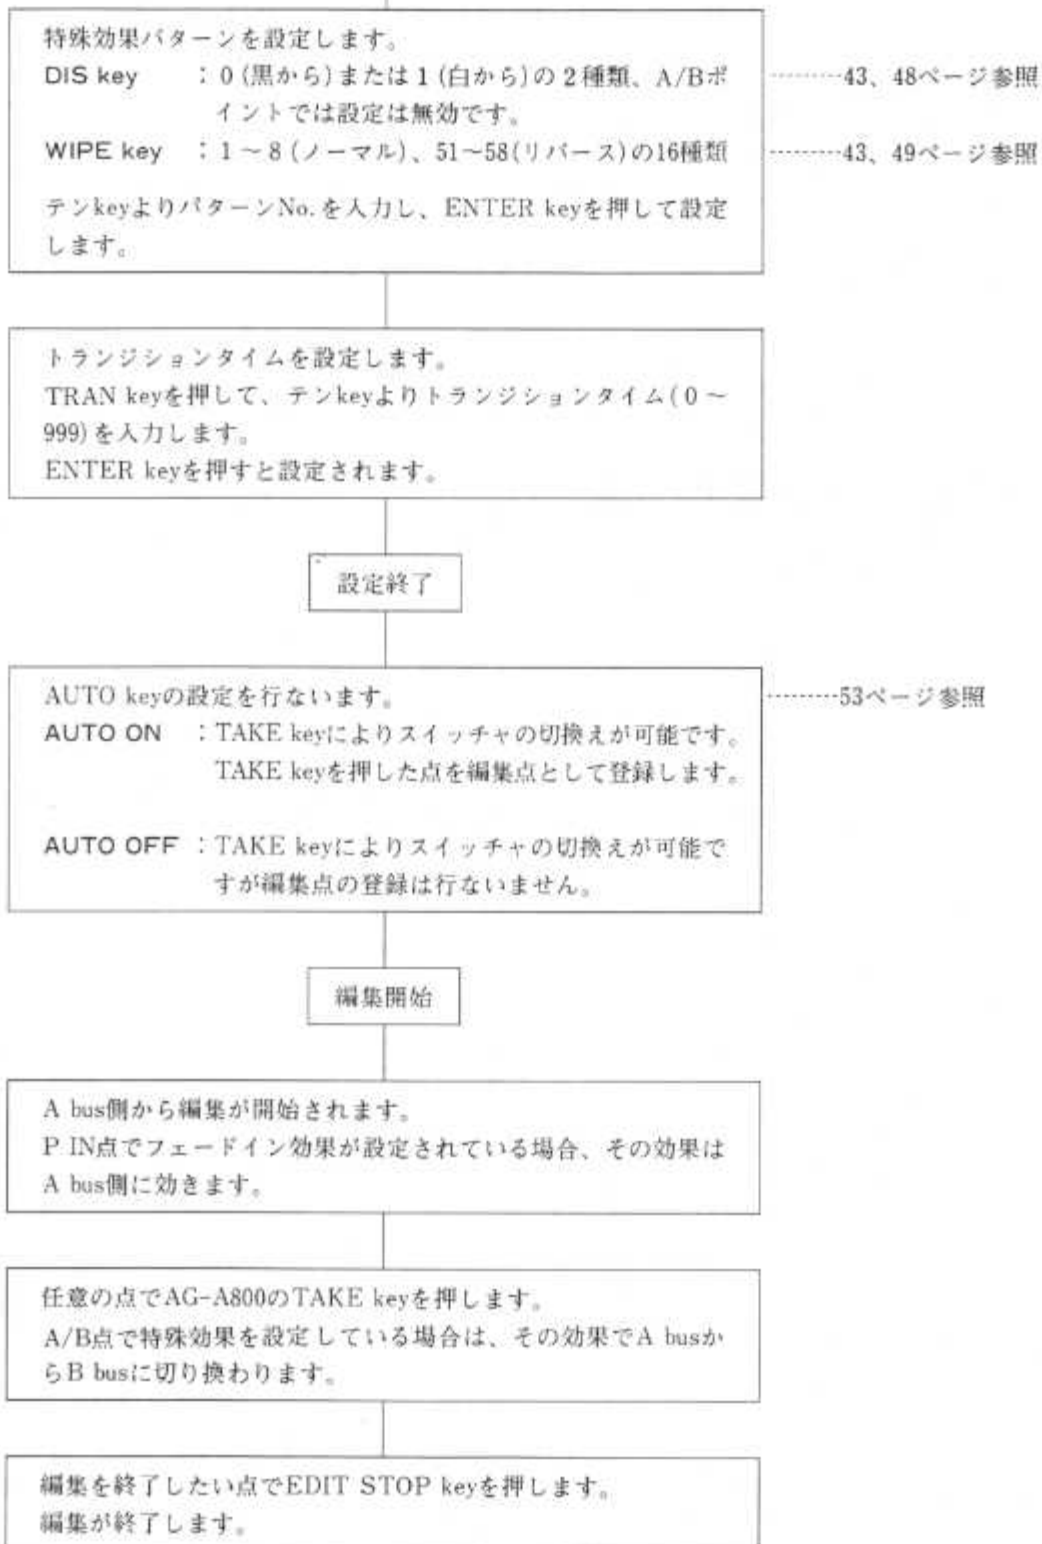 特殊効果パターンを設定します。
DIS key : 0 (黒から) または 1 (白から) の 2 種類、A/Bポ ········43、48ページ参照
イントでは設定は無効です。
WIPE key : 1～8 (ノーマル)、51～58(リバース)の16種類 ········43、49ページ参照
テンkeyよりパターンNo.を入力し、ENTER keyを押して設定
します。
トランジションタイムを設定します。
TRAN keyを押して、テンkeyよりトランジションタイム(0～
999)を入力します。
ENTER keyを押すと設定されます。
設定終了
AUTO keyの設定を行ないます。 ········53ページ参照
AUTO ON : TAKE keyによりスイッチャの切換えが可能です。
TAKE keyを押した点を編集点として登録します。
AUTO OFF : TAKE keyによりスイッチャの切換えが可能で
すが編集点の登録は行ないません。
編集開始
A bus側から編集が開始されます。
P IN点でフェードイン効果が設定されている場合、その効果は
A bus側に効きます。
任意の点でAG-A800のTAKE keyを押します。
A/B点で特殊効果を設定している場合は、その効果でA busか
らB busに切り換わります。
編集を終了したい点でEDIT STOP keyを押します。
編集が終了します。